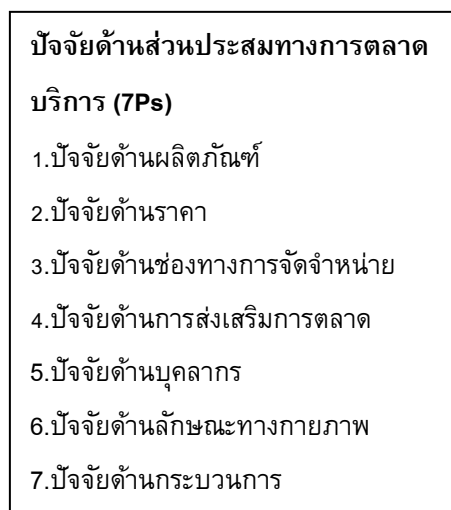 ปัจจัยด้านส่วนประสมทางการตลาด
บริการ (7Ps)
1.ปัจจัยด้านผลิตภัณฑ์
2.ปัจจัยด้านราคา
3.ปัจจัยด้านช่องทางการจัดจำหน่าย
4.ปัจจัยด้านการส่งเสริมการตลาด
5.ปัจจัยด้านบุคลากร
6.ปัจจัยด้านลักษณะทางกายภาพ
7.ปัจจัยด้านกระบวนการ